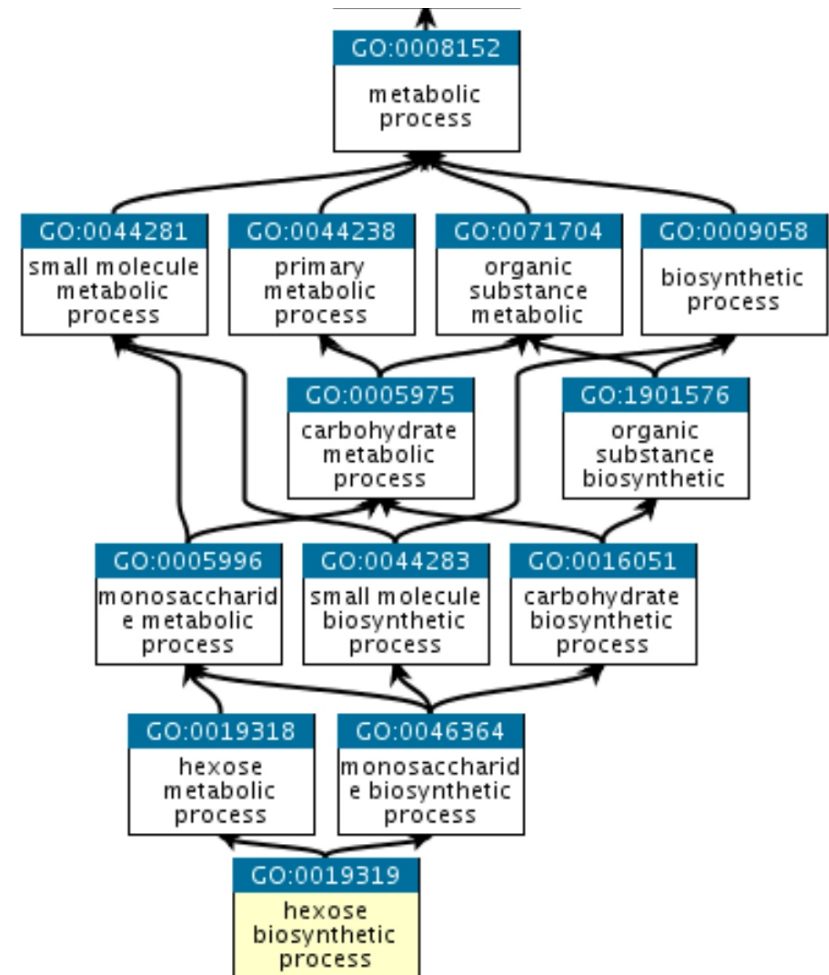 GO:0008152
metabolic
process
GO:0044281
small molecule
metabolic
process
GO:0044238
primary
metabolic
process
GO:0071704
organic
substance
metabolic
GO:0009058
biosynthetic
process
GO:0005975
carbohydrate
metabolic
process
GO:1901576
organic
substance
biosynthetic
GO:0005996
monosaccharid
e metabolic
process
GO:0044283
small molecule
biosynthetic
process
GO:0016051
carbohydrate
biosynthetic
process
GO:0019318
hexose
metabolic
process
GO:0046364
monosaccharid
e biosynthetic
process
GO:0019319
hexose
biosynthetic
process